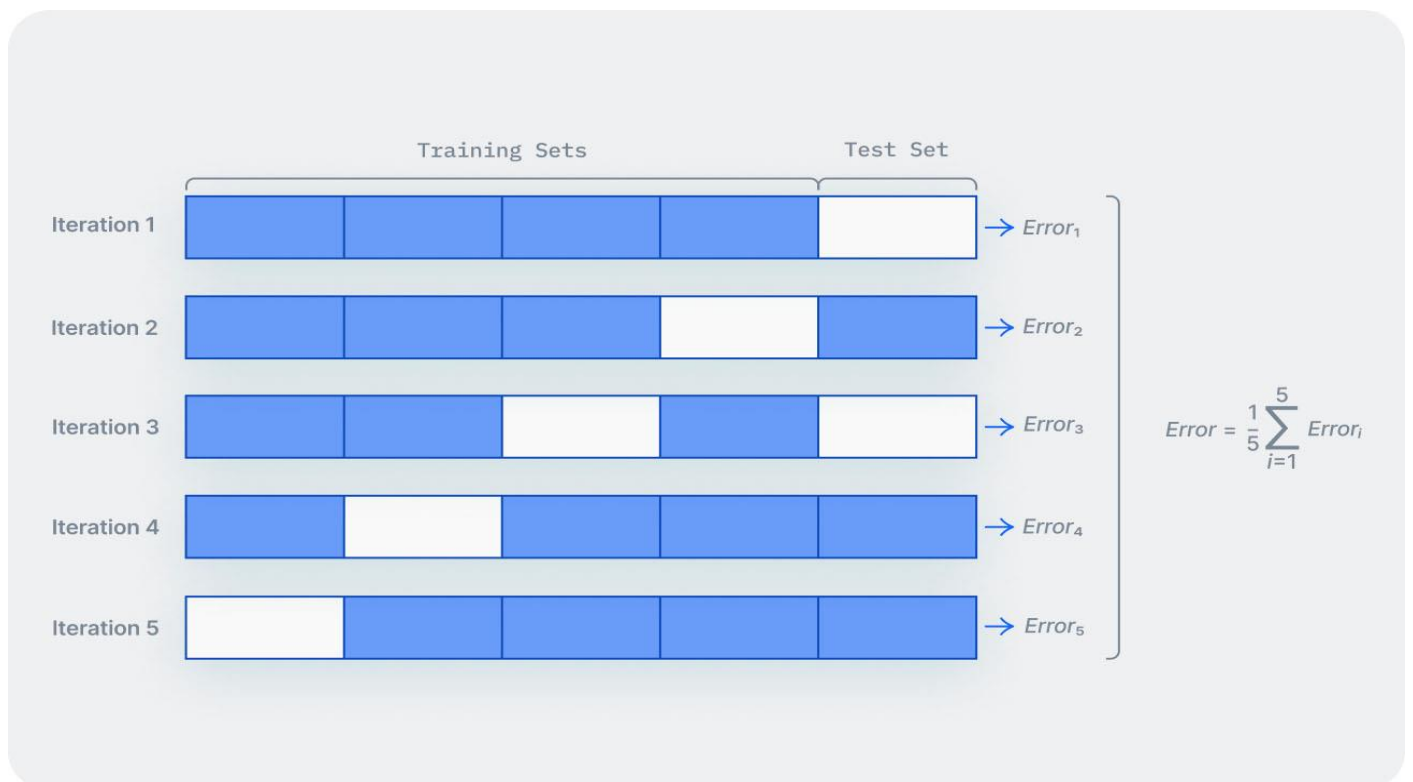 Training Sets Test Set
Iteration 1 Error₁
Iteration 2 Error₂
Iteration 3 Error₃
Error = 1/5 5∑i=1 Errorᵢ
Iteration 4 Error₄
Iteration 5 Error₅